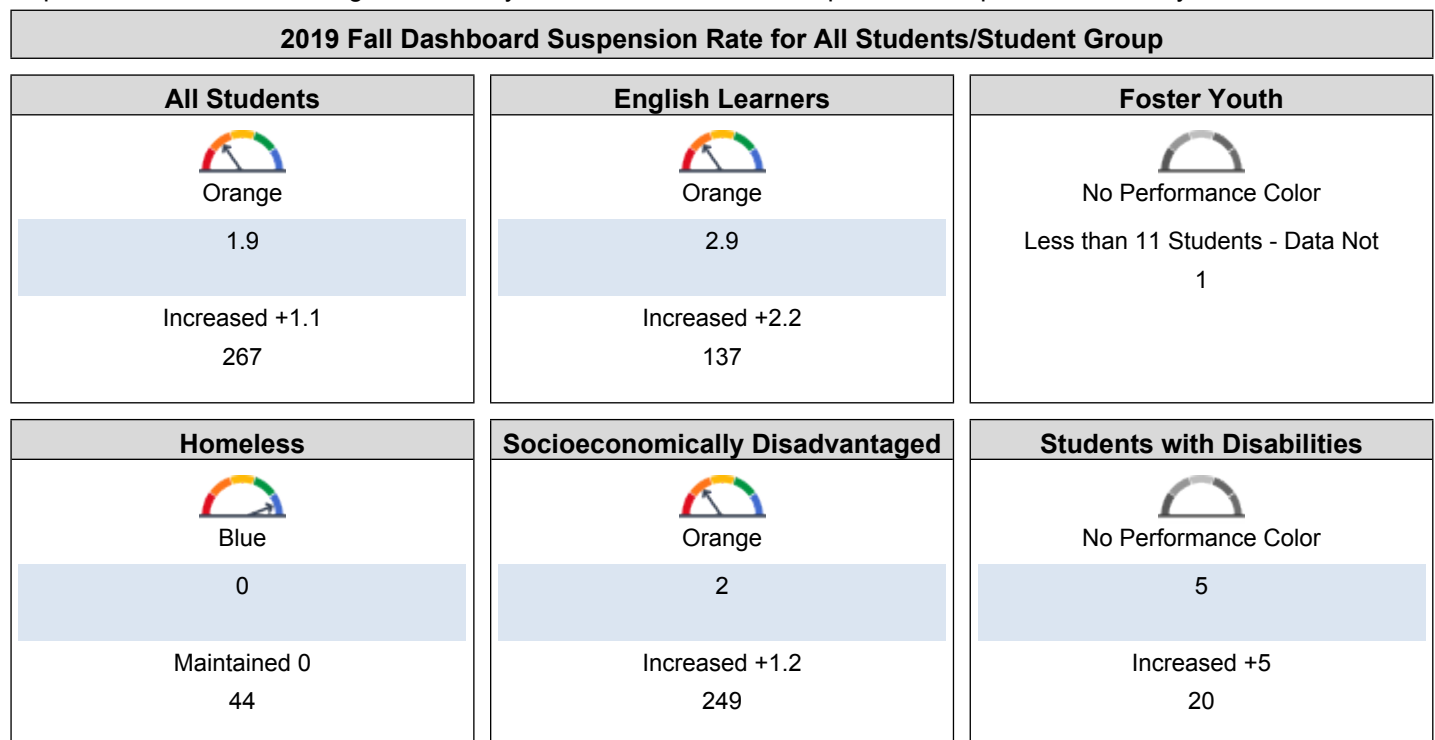 2019 Fall Dashboard Suspension Rate for All Students/Student Group
All Students
Orange
1.9
Increased +1.1
267
English Learners
Orange
2.9
Increased +2.2
137
Foster Youth
No Performance Color
Less than 11 Students - Data Not
1
Homeless
Blue
0
Maintained 0
44
Socioeconomically Disadvantaged
Orange
2
Increased +1.2
249
Students with Disabilities
No Performance Color
5
Increased +5
20